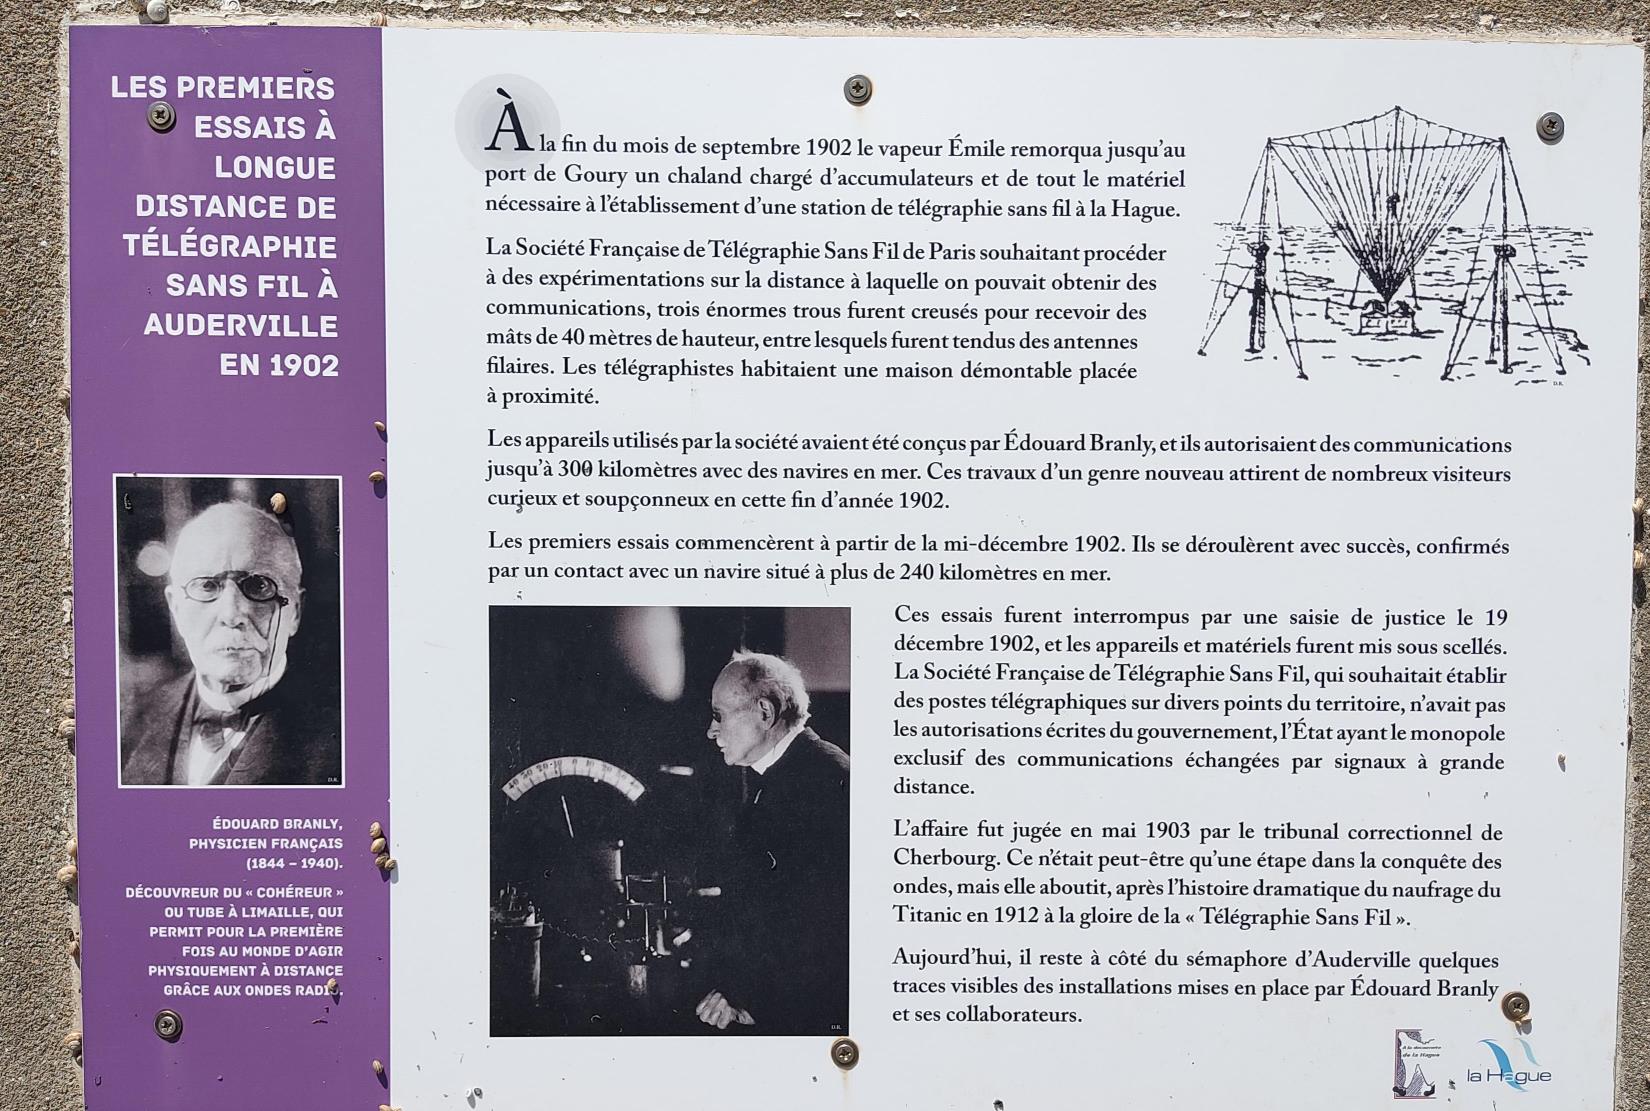 LES PREMIERS
ESSAIS À
LONGUE
DISTANCE DE
TÉLÉGRAPHIE
SANS FIL À
AUDERVILLE
EN 1902
D.R.
ÉDOUARD BRANLY,
PHYSICIEN FRANÇAIS
(1844 – 1940).
DÉCOUVREUR DU « COHÉREUR »
OU TUBE À LIMAILLE, QUI
PERMIT POUR LA PREMIÈRE
FOIS AU MONDE D'AGIR
PHYSIQUEMENT À DISTANCE
GRÂCE AUX ONDES RADIO.
À la fin du mois de septembre 1902 le vapeur Émile remorqua jusqu'au
port de Goury un chaland chargé d'accumulateurs et de tout le matériel
nécessaire à l'établissement d'une station de télégraphie sans fil à la Hague.
La Société Française de Télégraphie Sans Fil de Paris souhaitant procéder
à des expérimentations sur la distance à laquelle on pouvait obtenir des
communications, trois énormes trous furent creusés pour recevoir des
mâts de 40 mètres de hauteur, entre lesquels furent tendus des antennes
filaires. Les télégraphistes habitaient une maison démontable placée
à proximité.
D.R.
Les appareils utilisés par la société avaient été conçus par Édouard Branly, et ils autorisaient des communications
jusqu'à 300 kilomètres avec des navires en mer. Ces travaux d'un genre nouveau attirent de nombreux visiteurs
curieux et soupçonneux en cette fin d'année 1902.
Les premiers essais commencèrent à partir de la mi-décembre 1902. Ils se déroulèrent avec succès, confirmés
par un contact avec un navire situé à plus de 240 kilomètres en mer.
D.R.
Ces essais furent interrompus par une saisie de justice le 19
décembre 1902, et les appareils et matériels furent mis sous scellés.
La Société Française de Télégraphie Sans Fil, qui souhaitait établir
des postes télégraphiques sur divers points du territoire, n'avait pas
les autorisations écrites du gouvernement, l'État ayant le monopole
exclusif des communications échangées par signaux à grande
distance.
L'affaire fut jugée en mai 1903 par le tribunal correctionnel de
Cherbourg. Ce n'était peut-être qu'une étape dans la conquête des
ondes, mais elle aboutit, après l'histoire dramatique du naufrage du
Titanic en 1912 à la gloire de la « Télégraphie Sans Fil ».
Aujourd'hui, il reste à côté du sémaphore d'Auderville quelques
traces visibles des installations mises en place par Édouard Branly
et ses collaborateurs.
A la découverte
de la Hague
la Hague